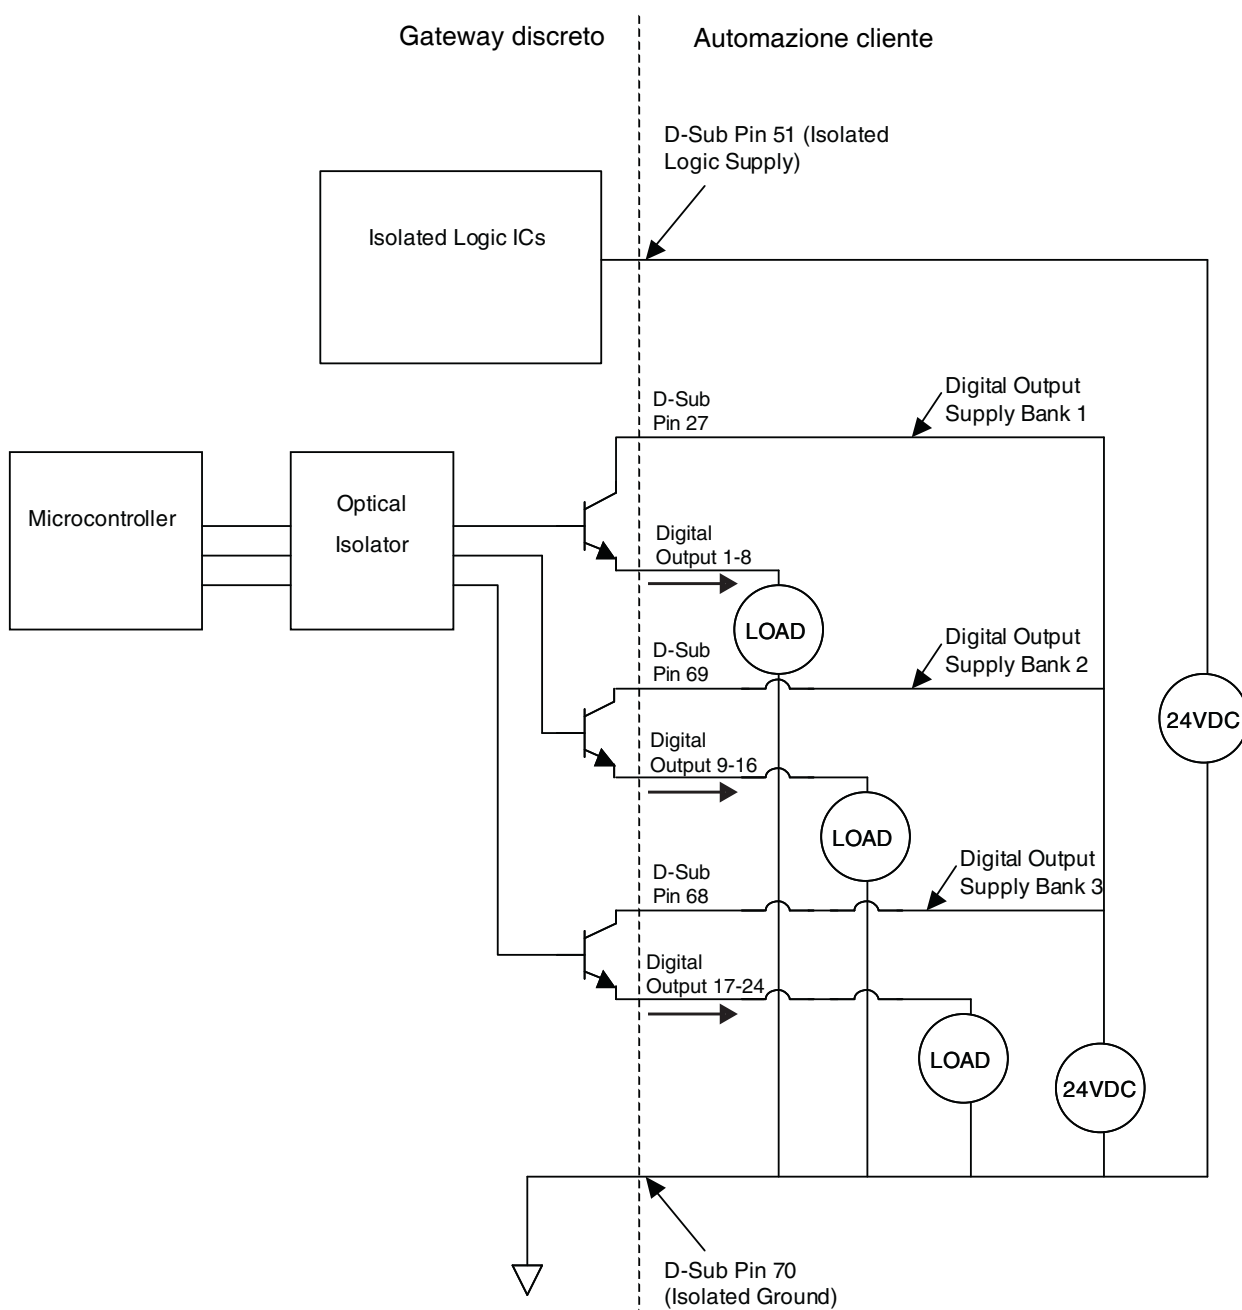 Gateway discreto
Automazione cliente
D-Sub Pin 51 (Isolated
Logic Supply)
Isolated Logic ICs
D-Sub
Pin 27
Digital Output
Supply Bank 1
Microcontroller
Optical
Isolator
Digital
Output 1-8
LOAD
D-Sub
Pin 69
Digital Output
Supply Bank 2
24VDC
Digital
Output 9-16
LOAD
D-Sub
Pin 68
Digital Output
Supply Bank 3
Digital
Output 17-24
LOAD
24VDC
D-Sub Pin 70
(Isolated Ground)